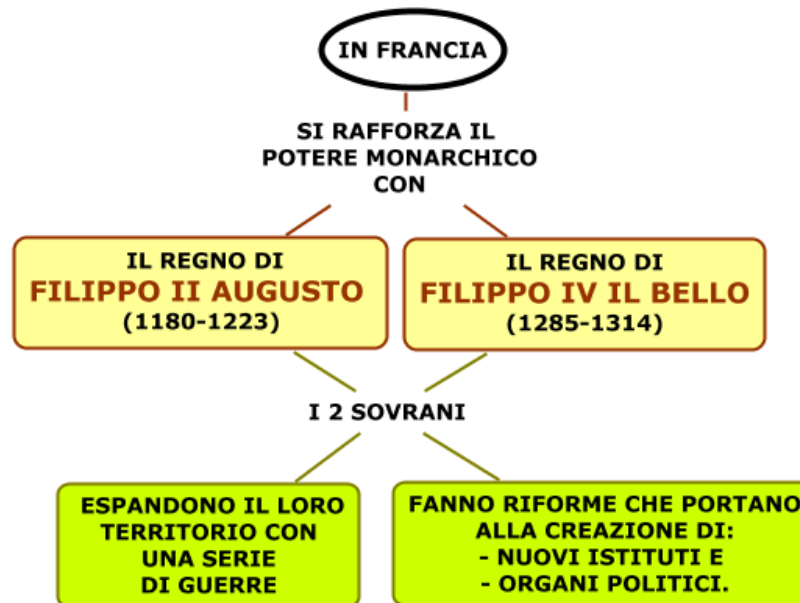 IN FRANCIA
SI RAFFORZA IL
POTERE MONARCHICO
CON
IL REGNO DI
FILIPPO II AUGUSTO
(1180-1223)
IL REGNO DI
FILIPPO IV IL BELLO
(1285-1314)
I 2 SOVRANI
ESPANDONO IL LORO
TERRITORIO CON
UNA SERIE
DI GUERRE
FANNO RIFORME CHE PORTANO
ALLA CREAZIONE DI:
- NUOVI ISTITUTI E
- ORGANI POLITICI.